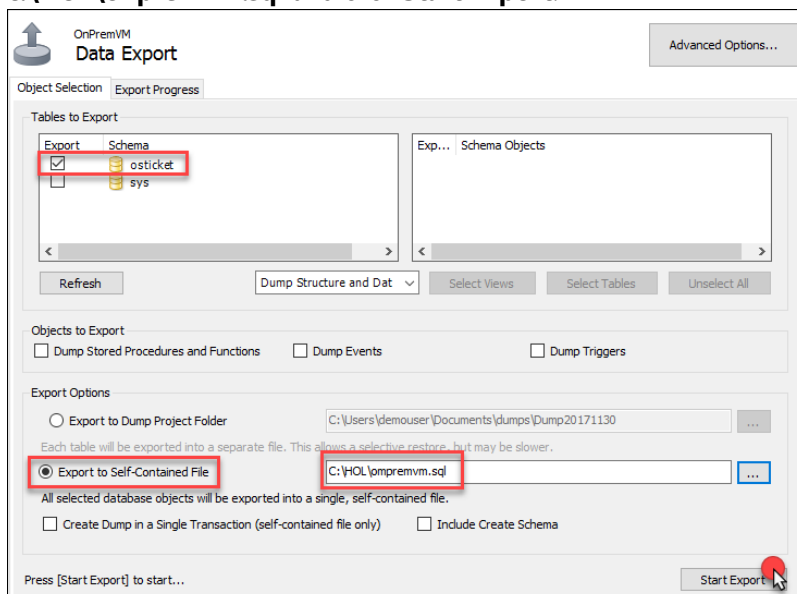 OnPremVM
Data Export
Advanced Options...
Object Selection Export Progress
Tables to Export
Export Schema
osticket
sys
Exp... Schema Objects
Refresh Dump Structure and Dat Select Views Select Tables Unselect All
Objects to Export
Dump Stored Procedures and Functions Dump Events Dump Triggers
Export Options
Export to Dump Project Folder C:\Users\demouser\Documents\dumps\Dump20171130 ...
Each table will be exported into a separate file. This allows a selective restore, but may be slower.
Export to Self-Contained File C:\HOL\ompremvm.sql ...
All selected database objects will be exported into a single, self-contained file.
Create Dump in a Single Transaction (self-contained file only) Include Create Schema
Press [Start Export] to start... Start Export